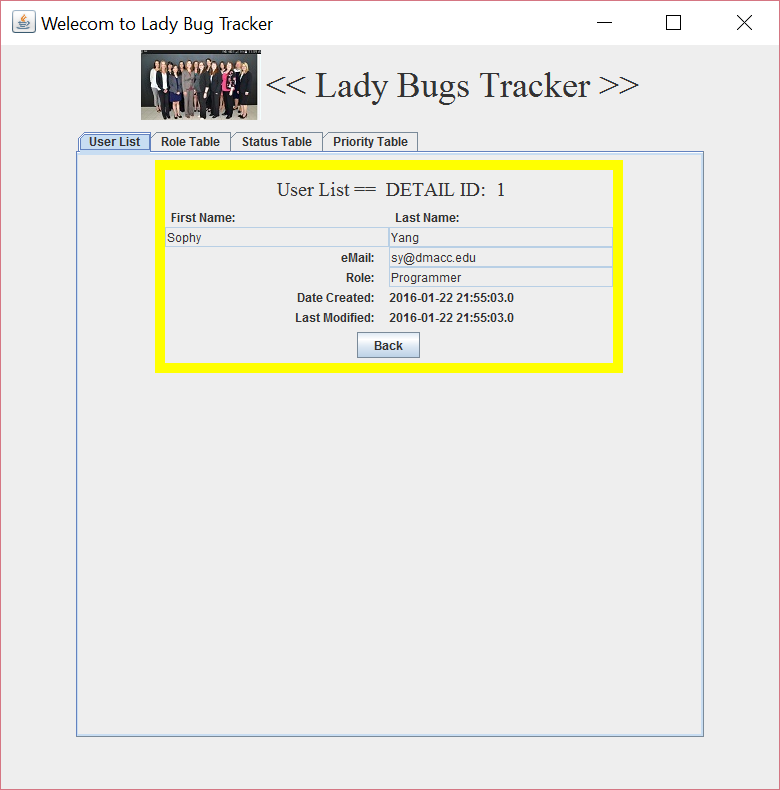 Welecom to Lady Bug Tracker
<< Lady Bugs Tracker >>
User List Role Table Status Table Priority Table
User List == DETAIL ID: 1
First Name: Last Name:
Sophy Yang
eMail: sy@dmacc.edu
Role: Programmer
Date Created: 2016-01-22 21:55:03.0
Last Modified: 2016-01-22 21:55:03.0
Back